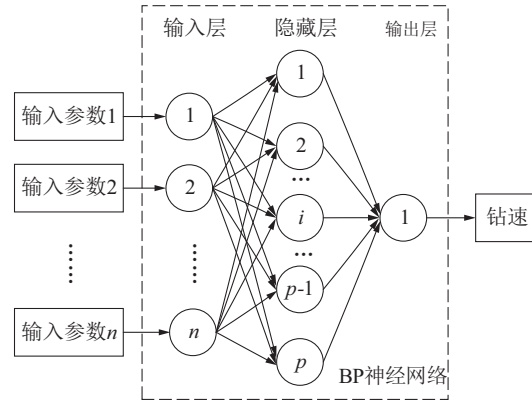 输入层
隐藏层
输出层
输入参数1
1
1
输入参数2
2
2
...
i
1
钻速
......
......
...
p-1
输入参数n
n
p
BP神经网络